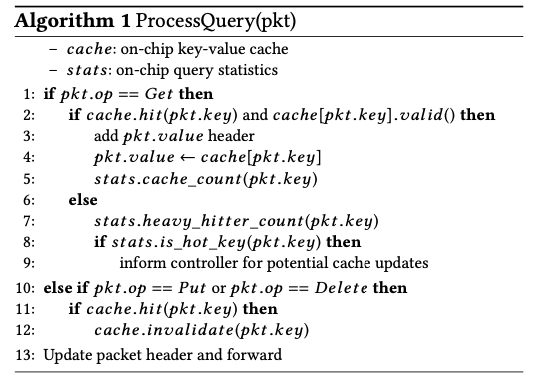 Algorithm 1 ProcessQuery(pkt)
– cache: on-chip key-value cache
– stats: on-chip query statistics
1: if pkt.op == Get then
2: if cache.hit(pkt.key) and cache[pkt.key].valid() then
3: add pkt.value header
4: pkt.value ← cache[pkt.key]
5: stats.cache_count(pkt.key)
6: else
7: stats.heavy_hitter_count(pkt.key)
8: if stats.is_hot_key(pkt.key) then
9: inform controller for potential cache updates
10: else if pkt.op == Put or pkt.op == Delete then
11: if cache.hit(pkt.key) then
12: cache.invalidate(pkt.key)
13: Update packet header and forward